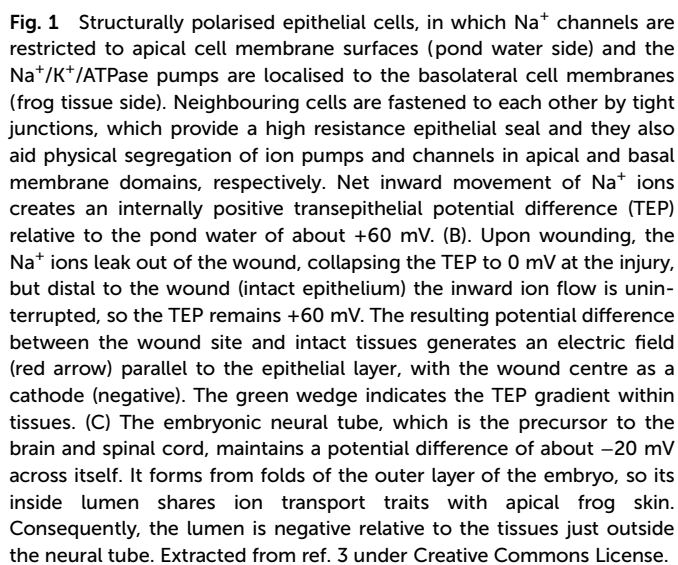 Fig. 1 Structurally polarised epithelial cells, in which Na⁺ channels are
restricted to apical cell membrane surfaces (pond water side) and the
Na⁺/K⁺/ATPase pumps are localised to the basolateral cell membranes
(frog tissue side). Neighbouring cells are fastened to each other by tight
junctions, which provide a high resistance epithelial seal and they also
aid physical segregation of ion pumps and channels in apical and basal
membrane domains, respectively. Net inward movement of Na⁺ ions
creates an internally positive transepithelial potential difference (TEP)
relative to the pond water of about +60 mV. (B). Upon wounding, the
Na⁺ ions leak out of the wound, collapsing the TEP to 0 mV at the injury,
but distal to the wound (intact epithelium) the inward ion flow is unin-
terrupted, so the TEP remains +60 mV. The resulting potential difference
between the wound site and intact tissues generates an electric field
(red arrow) parallel to the epithelial layer, with the wound centre as a
cathode (negative). The green wedge indicates the TEP gradient within
tissues. (C) The embryonic neural tube, which is the precursor to the
brain and spinal cord, maintains a potential difference of about −20 mV
across itself. It forms from folds of the outer layer of the embryo, so its
inside lumen shares ion transport traits with apical frog skin.
Consequently, the lumen is negative relative to the tissues just outside
the neural tube. Extracted from ref. 3 under Creative Commons License.